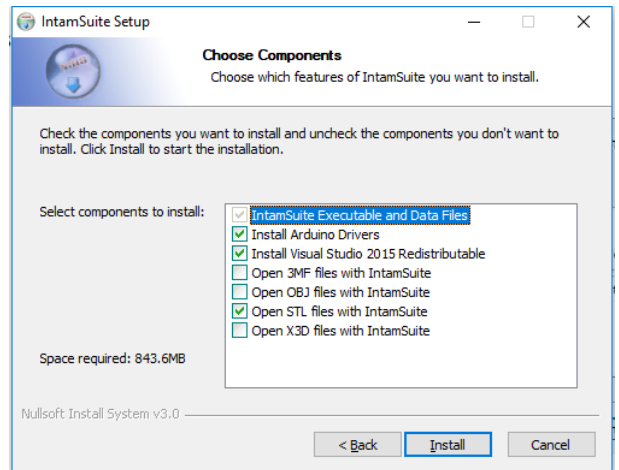 IntamSuite Setup
Choose Components
Choose which features of IntamSuite you want to install.
Check the components you want to install and uncheck the components you don't want to
install. Click Install to start the installation.
Select components to install:
IntamSuite Executable and Data Files
Install Arduino Drivers
Install Visual Studio 2015 Redistributable
Open 3MF files with IntamSuite
Open OBJ files with IntamSuite
Open STL files with IntamSuite
Open X3D files with IntamSuite
Space required: 843.6MB
Nullsoft Install System v3.0
< Back
Install
Cancel